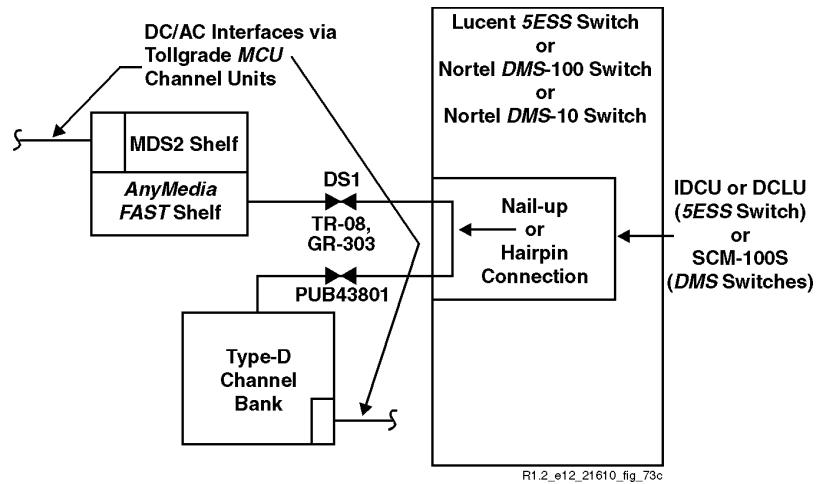 DC/AC Interfaces via
Tollgrade MCU
Channel Units
Lucent 5ESS Switch
or
Nortel DMS-100 Switch
or
Nortel DMS-10 Switch
MDS2 Shelf
AnyMedia
FAST Shelf
DS1
TR-08,
GR-303
Nail-up
or
Hairpin
Connection
IDCU or DCLU
(5ESS Switch)
or
SCM-100S
(DMS Switches)
PUB43801
Type-D
Channel
Bank
R1.2_e12_21610_fig_73c